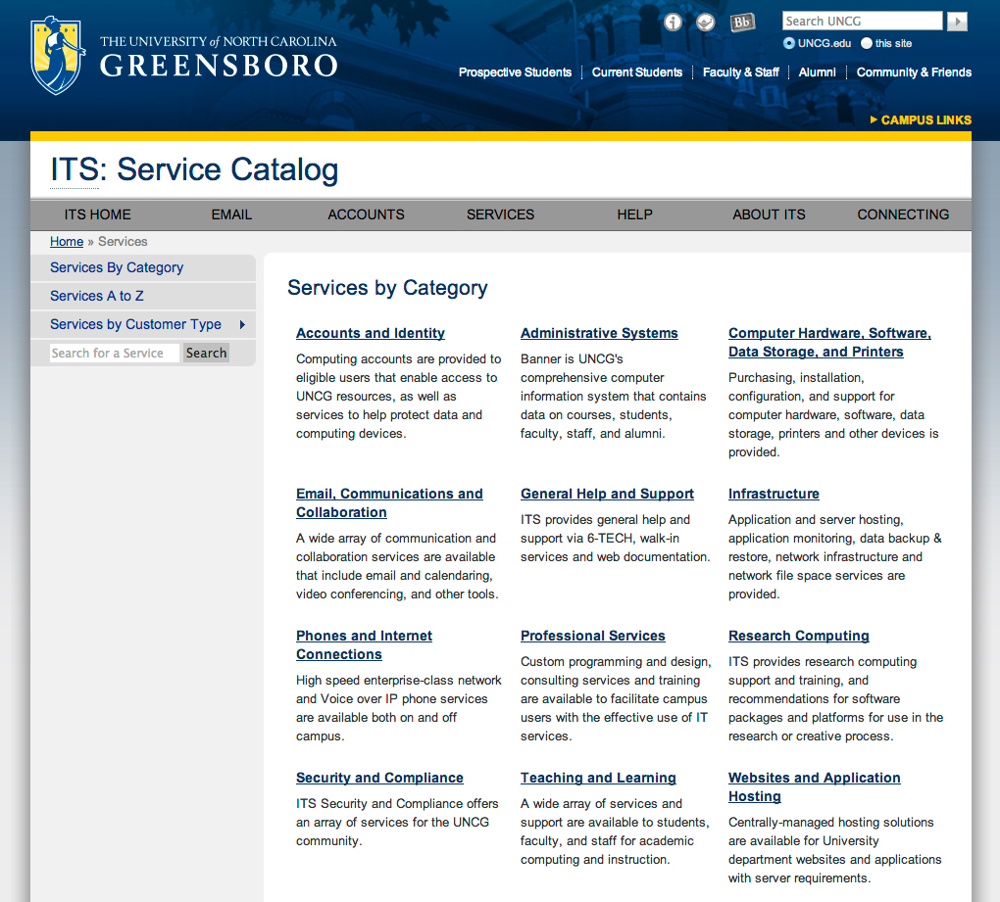 THE UNIVERSITY of NORTH CAROLINA
GREENSBORO
Bb
Search UNCG
UNCG.edu this site
Prospective Students Current Students Faculty & Staff Alumni Community & Friends
CAMPUS LINKS
ITS: Service Catalog
ITS HOME EMAIL ACCOUNTS SERVICES HELP ABOUT ITS CONNECTING
Home » Services
Services By Category
Services A to Z
Services by Customer Type
Search for a Service Search
Services by Category
Accounts and Identity
Computing accounts are provided to
eligible users that enable access to
UNCG resources, as well as
services to help protect data and
computing devices.
Administrative Systems
Banner is UNCG's
comprehensive computer
information system that contains
data on courses, students,
faculty, staff, and alumni.
Computer Hardware, Software,
Data Storage, and Printers
Purchasing, installation,
configuration, and support for
computer hardware, software, data
storage, printers and other devices is
provided.
Email, Communications and
Collaboration
A wide array of communication and
collaboration services are available
that include email and calendaring,
video conferencing, and other tools.
General Help and Support
ITS provides general help and
support via 6-TECH, walk-in
services and web documentation.
Infrastructure
Application and server hosting,
application monitoring, data backup &
restore, network infrastructure and
network file space services are
provided.
Phones and Internet
Connections
High speed enterprise-class network
and Voice over IP phone services
are available both on and off
campus.
Professional Services
Custom programming and design,
consulting services and training
are available to facilitate campus
users with the effective use of IT
services.
Research Computing
ITS provides research computing
support and training, and
recommendations for software
packages and platforms for use in the
research or creative process.
Security and Compliance
ITS Security and Compliance offers
an array of services for the UNCG
community.
Teaching and Learning
A wide array of services and
support are available to students,
faculty, and staff for academic
computing and instruction.
Websites and Application
Hosting
Centrally-managed hosting solutions
are available for University
department websites and applications
with server requirements.